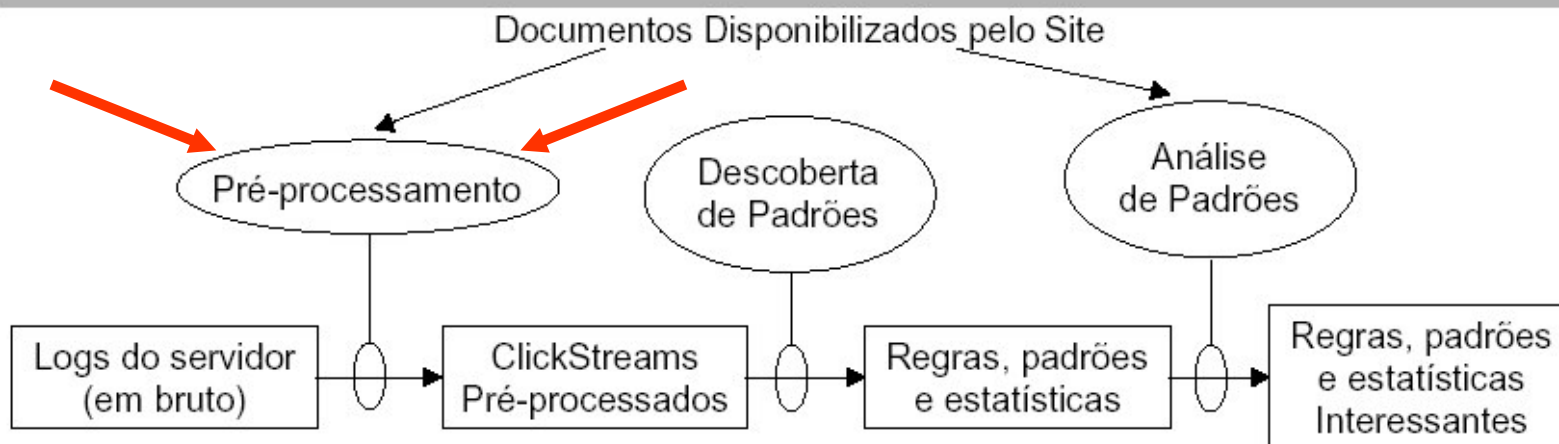 Documentos Disponibilizados pelo Site
Pré-processamento
Descoberta
de Padrões
Análise
de Padrões
Logs do servidor
(em bruto)
ClickStreams
Pré-processados
Regras, padrões
e estatísticas
Regras, padrões
e estatísticas
Interessantes